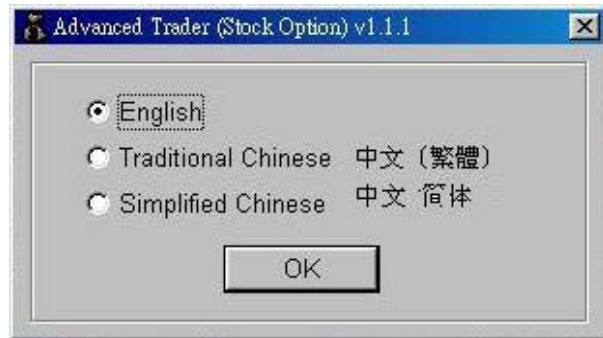 Advanced Trader (Stock Option) v1.1.1
English
Traditional Chinese 中文 (繁體)
Simplified Chinese 中文 简体
OK